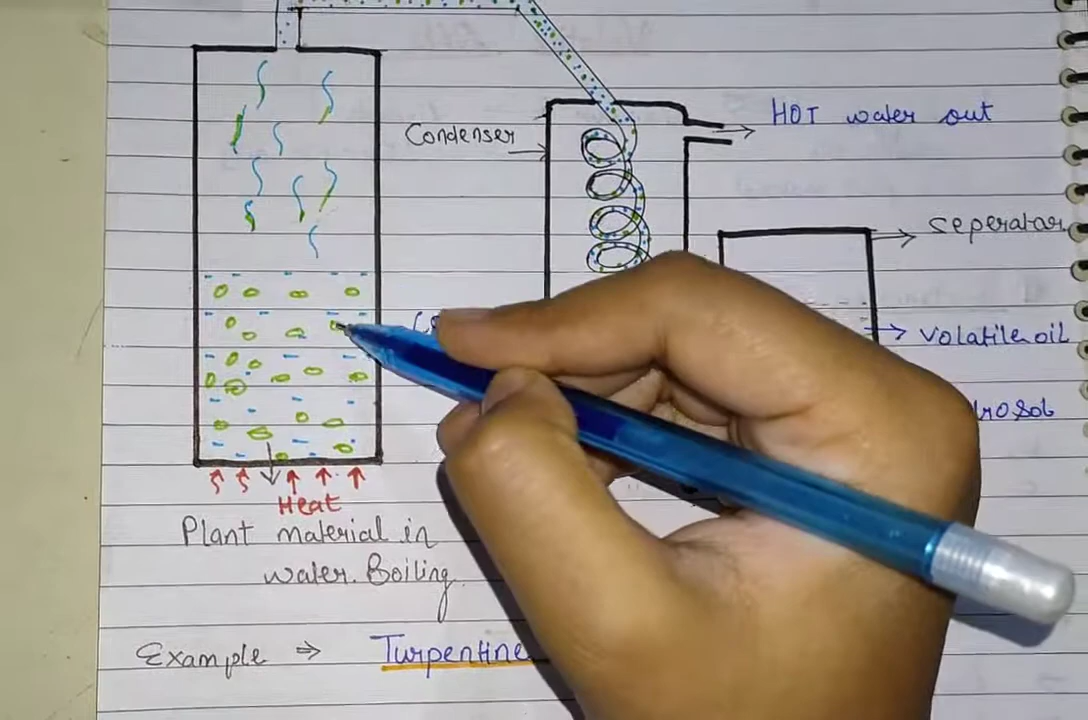 HOT water out
Condenser
seperator
Volatile oil
Heat
Plant material in
water. Boiling
Example ⇒ Turpentine